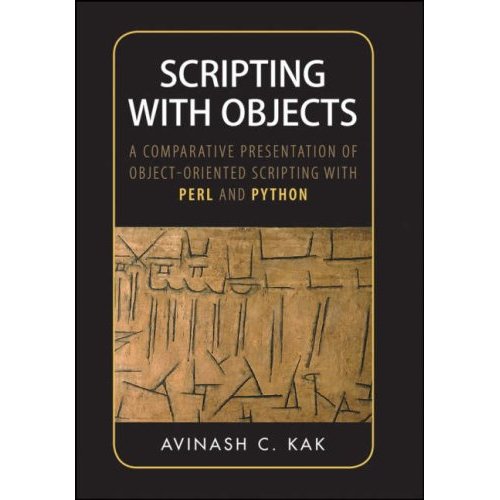 SCRIPTING
WITH OBJECTS
A COMPARATIVE PRESENTATION OF
OBJECT-ORIENTED SCRIPTING WITH
PERL AND PYTHON
AVINASH C. KAK